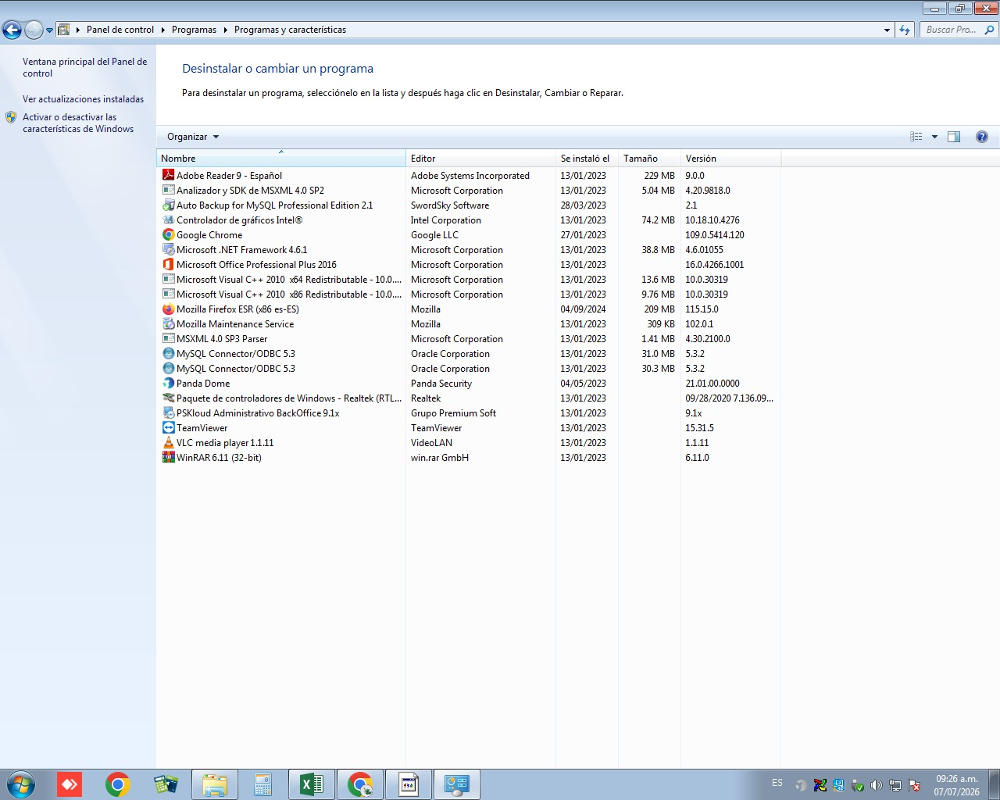 Panel de control
Programas
Programas y características
Buscar Pro...
Ventana principal del Panel de
control
Ver actualizaciones instaladas
Activar o desactivar las
características de Windows
Desinstalar o cambiar un programa
Para desinstalar un programa, selecciónelo en la lista y después haga clic en Desinstalar, Cambiar o Reparar.
Organizar
Nombre Editor Se instaló el Tamaño Versión
Adobe Reader 9 - Español Adobe Systems Incorporated 13/01/2023 229 MB 9.0.0
Analizador y SDK de MSXML 4.0 SP2 Microsoft Corporation 13/01/2023 5.04 MB 4.20.9818.0
Auto Backup for MySQL Professional Edition 2.1 SwordSky Software 28/03/2023 2.1
Controlador de gráficos Intel® Intel Corporation 13/01/2023 74.2 MB 10.18.10.4276
Google Chrome Google LLC 27/01/2023 109.0.5414.120
Microsoft .NET Framework 4.6.1 Microsoft Corporation 13/01/2023 38.8 MB 4.6.01055
Microsoft Office Professional Plus 2016 Microsoft Corporation 13/01/2023 16.0.4266.1001
Microsoft Visual C++ 2010 x64 Redistributable - 10.0.... Microsoft Corporation 13/01/2023 13.6 MB 10.0.30319
Microsoft Visual C++ 2010 x86 Redistributable - 10.0.... Microsoft Corporation 13/01/2023 9.76 MB 10.0.30319
Mozilla Firefox ESR (x86 es-ES) Mozilla 04/09/2024 209 MB 115.15.0
Mozilla Maintenance Service Mozilla 13/01/2023 309 KB 102.0.1
MSXML 4.0 SP3 Parser Microsoft Corporation 13/01/2023 1.41 MB 4.30.2100.0
MySQL Connector/ODBC 5.3 Oracle Corporation 13/01/2023 31.0 MB 5.3.2
MySQL Connector/ODBC 5.3 Oracle Corporation 13/01/2023 30.3 MB 5.3.2
Panda Dome Panda Security 04/05/2023 21.01.00.0000
Paquete de controladores de Windows - Realtek (RTL... Realtek 13/01/2023 09/28/2020 7.136.09...
PSKloud Administrativo BackOffice 9.1x Grupo Premium Soft 13/01/2023 9.1x
TeamViewer TeamViewer 13/01/2023 15.31.5
VLC media player 1.1.11 VideoLAN 13/01/2023 1.1.11
WinRAR 6.11 (32-bit) win.rar GmbH 13/01/2023 6.11.0
ES
09:26 a.m.
07/07/2026